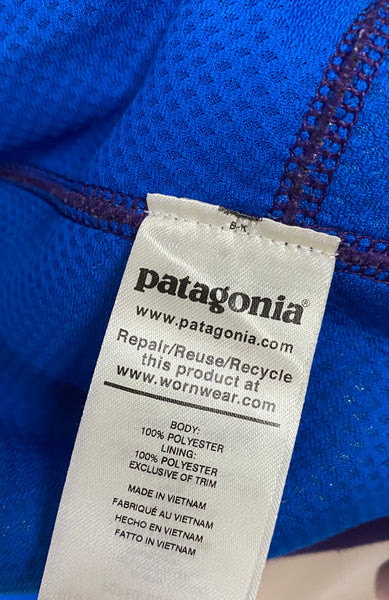 B-K
patagonia®
www.patagonia.com
Repair/Reuse/Recycle
this product at
www.wornwear.com
BODY:
100% POLYESTER
LINING:
100% POLYESTER
EXCLUSIVE OF TRIM
MADE IN VIETNAM
FABRIQUÉ AU VIETNAM
HECHO EN VIETNAM
FATTO IN VIETNAM